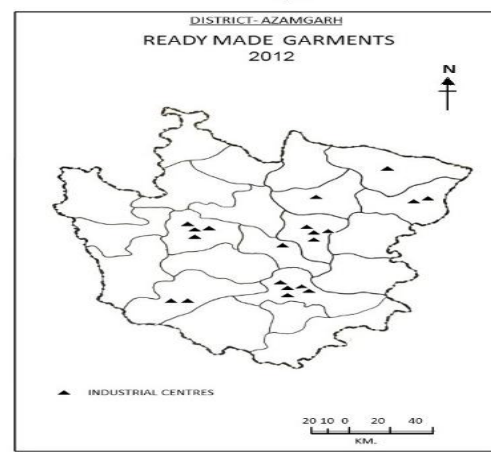 DISTRICT- AZAMGARH
READY MADE GARMENTS
2012
N
INDUSTRIAL CENTRES
20 10 0 20 40
KM.